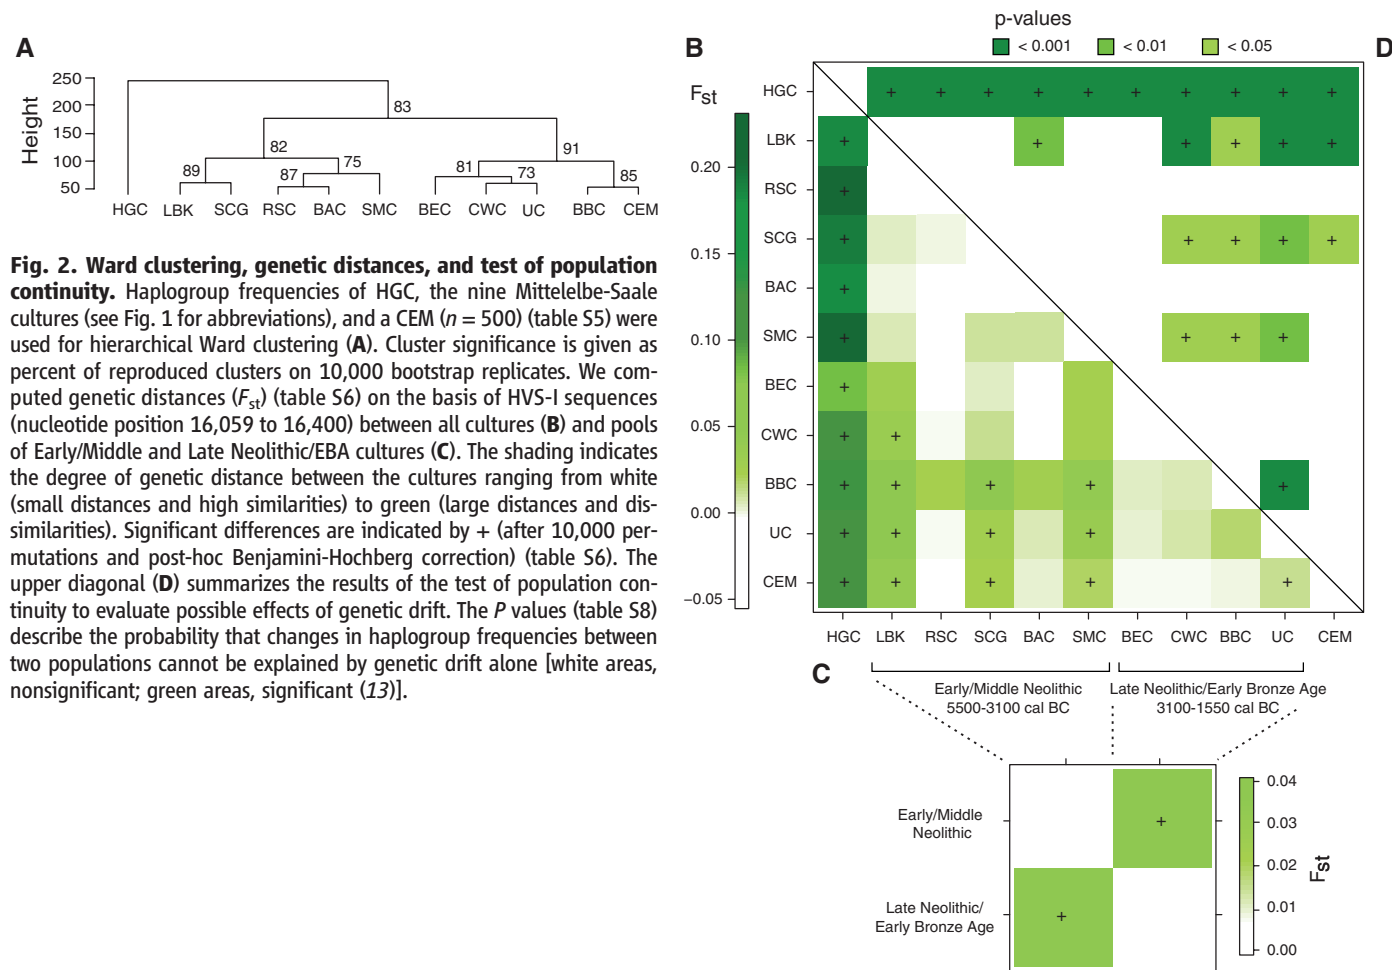 A
Height
250
200
150
100
50
83
82
91
89
87
75
81
73
85
HGC LBK SCG RSC BAC SMC BEC CWC UC BBC CEM
Fig. 2. Ward clustering, genetic distances, and test of population
continuity. Haplogroup frequencies of HGC, the nine Mittelelbe-Saale
cultures (see Fig. 1 for abbreviations), and a CEM (n = 500) (table S5) were
used for hierarchical Ward clustering (A). Cluster significance is given as
percent of reproduced clusters on 10,000 bootstrap replicates. We com-
puted genetic distances (Fst) (table S6) on the basis of HVS-I sequences
(nucleotide position 16,059 to 16,400) between all cultures (B) and pools
of Early/Middle and Late Neolithic/EBA cultures (C). The shading indicates
the degree of genetic distance between the cultures ranging from white
(small distances and high similarities) to green (large distances and dis-
similarities). Significant differences are indicated by + (after 10,000 per-
mutations and post-hoc Benjamini-Hochberg correction) (table S6). The
upper diagonal (D) summarizes the results of the test of population con-
tinuity to evaluate possible effects of genetic drift. The P values (table S8)
describe the probability that changes in haplogroup frequencies between
two populations cannot be explained by genetic drift alone [white areas,
nonsignificant; green areas, significant (13)].
B
p-values
< 0.001 < 0.01 < 0.05
D
Fst
0.20
0.15
0.10
0.05
0.00
−0.05
HGC + + + + + + + + + +
LBK + + + + + +
RSC +
SCG + + + + +
BAC +
SMC + + + +
BEC +
CWC + +
BBC + + + + +
UC + + + +
CEM + + + + +
HGC LBK RSC SCG BAC SMC BEC CWC BBC UC CEM
C
Early/Middle Neolithic
5500-3100 cal BC
Late Neolithic/Early Bronze Age
3100-1550 cal BC
Early/Middle
Neolithic
+
Late Neolithic/
Early Bronze Age
+
0.04
0.03
0.02
0.01
0.00
Fst